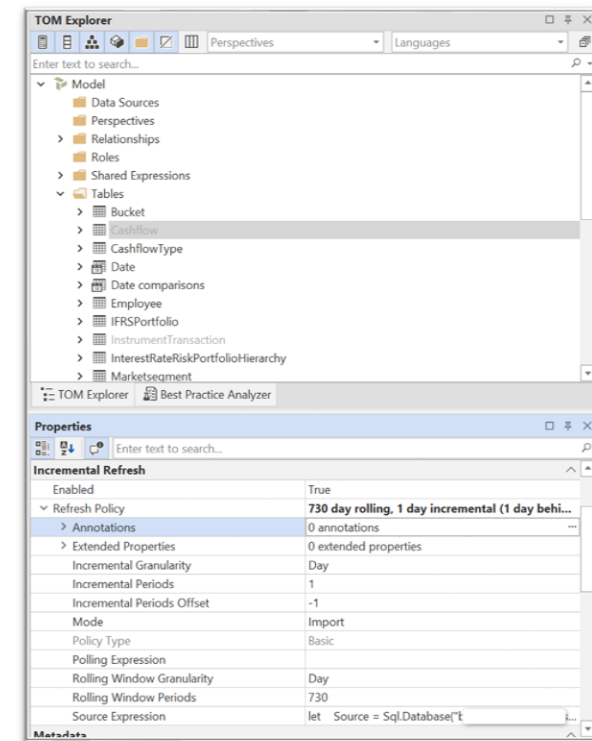 TOM Explorer
Perspectives
Languages
Enter text to search...
Model
Data Sources
Perspectives
Relationships
Roles
Shared Expressions
Tables
Bucket
Cashflow
CashflowType
Date
Date comparisons
Employee
IFRSPortfolio
InstrumentTransaction
InterestRateRiskPortfolioHierarchy
Marketsegment
TOM Explorer Best Practice Analyzer
Properties
Enter text to search...
Incremental Refresh
Enabled True
Refresh Policy 730 day rolling, 1 day incremental (1 day behi...
Annotations 0 annotations ...
Extended Properties 0 extended properties
Incremental Granularity Day
Incremental Periods 1
Incremental Periods Offset -1
Mode Import
Policy Type Basic
Polling Expression
Rolling Window Granularity Day
Rolling Window Periods 730
Source Expression let Source = Sql.Database("b s...
Metadata